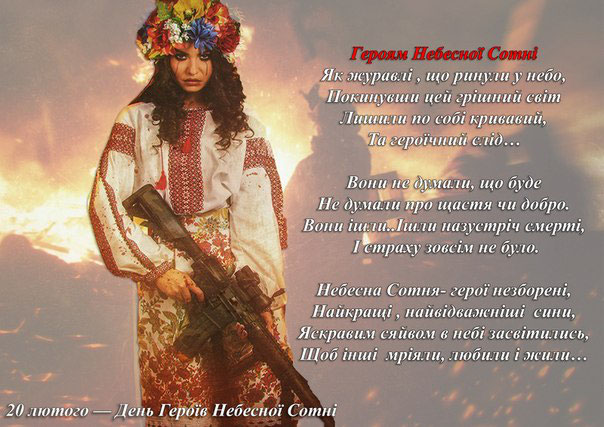 Героям Небесної Сотні
Як журавлі , що ринули у небо,
Покинувши цей грішний світ
Лишили по собі кривавий,
Та героїчний слід…
Вони не думали, що буде
Не думали про щастя чи добро.
Вони ішли..Ішли назустріч смерті,
І страху зовсім не було.
Небесна Сотня- герої незборені,
Найкращі , найвідважніші сини,
Яскравим сяйвом в небі засвітились,
Щоб інші мріяли, любили і жили…
20 лютого — День Героїв Небесної Сотні